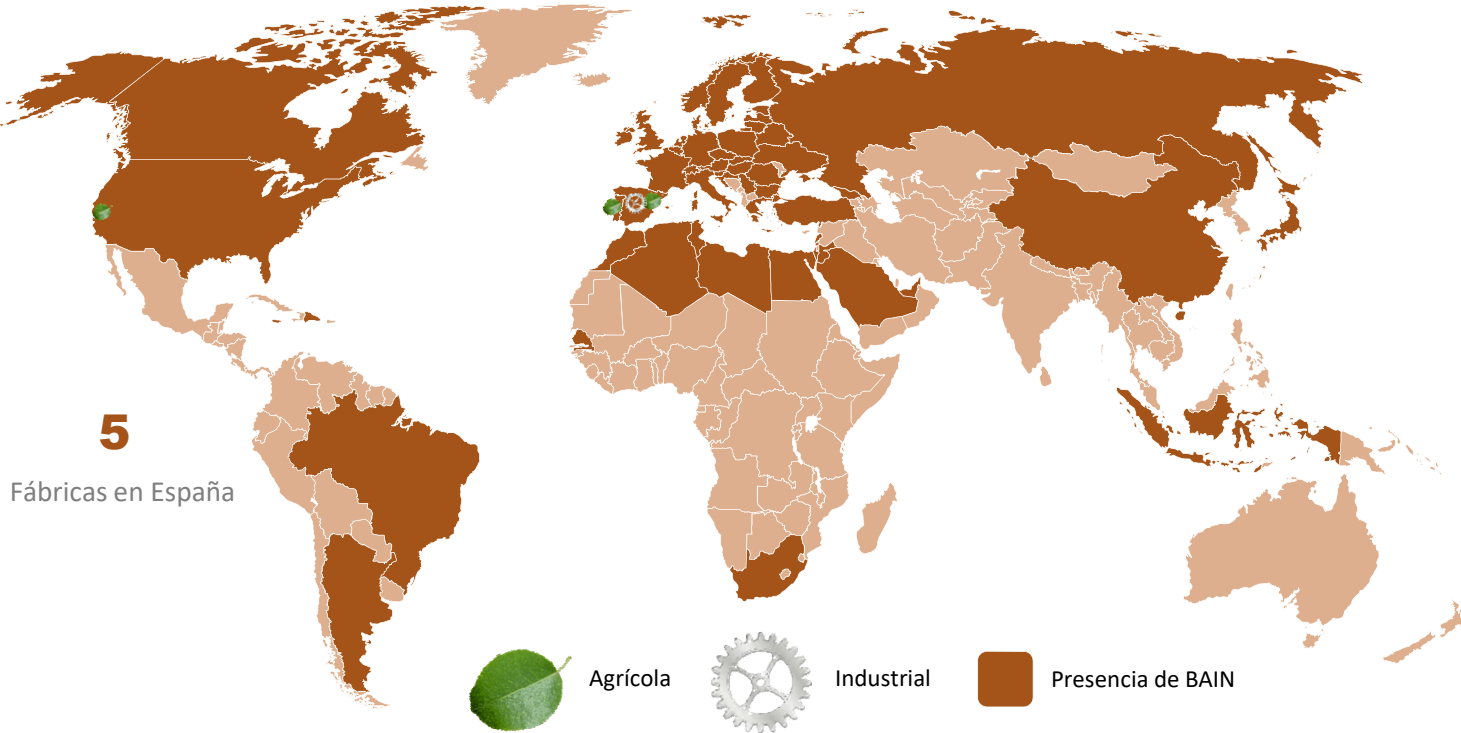 5
Fábricas en España
Agrícola
Industrial
Presencia de BAIN